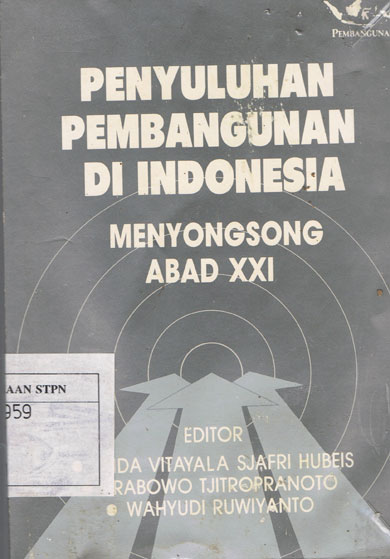 PEMBANGUNA
PENYULUHAN
PEMBANGUNAN
DI INDONESIA
MENYONGSONG
ABAD XXI
AAN STPN
959
EDITOR
DA VITAYALA SJAFRI HUBEIS
RABOWO TJITROPRANOTO
WAHYUDI RUWIYANTO